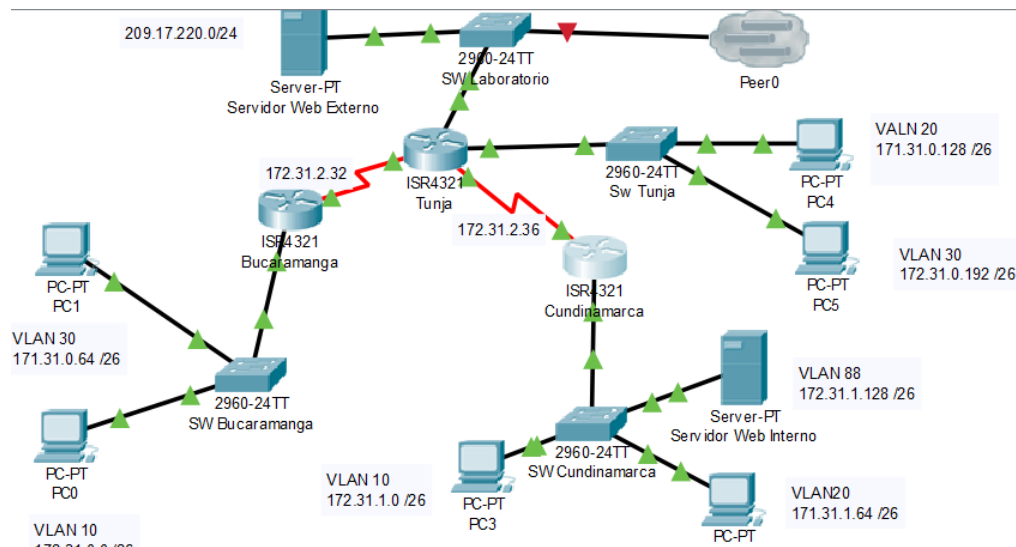 209.17.220.0/24
Server-PT
Servidor Web Externo
2960-24TT
SW Laboratorio
Peer0
172.31.2.32
ISR4321
Tunja
2960-24TT
Sw Tunja
PC-PT
PC4
VALN 20
171.31.0.128 /26
ISR4321
Bucaramanga
172.31.2.36
ISR4321
Cundinamarca
PC-PT
PC5
VLAN 30
172.31.0.192 /26
PC-PT
PC1
VLAN 30
171.31.0.64 /26
2960-24TT
SW Bucaramanga
PC-PT
PC0
VLAN 10
Server-PT
Servidor Web Interno
VLAN 88
172.31.1.128 /26
2960-24TT
SW Cundinamarca
VLAN 10
172.31.1.0 /26
PC-PT
PC3
PC-PT
VLAN20
171.31.1.64 /26